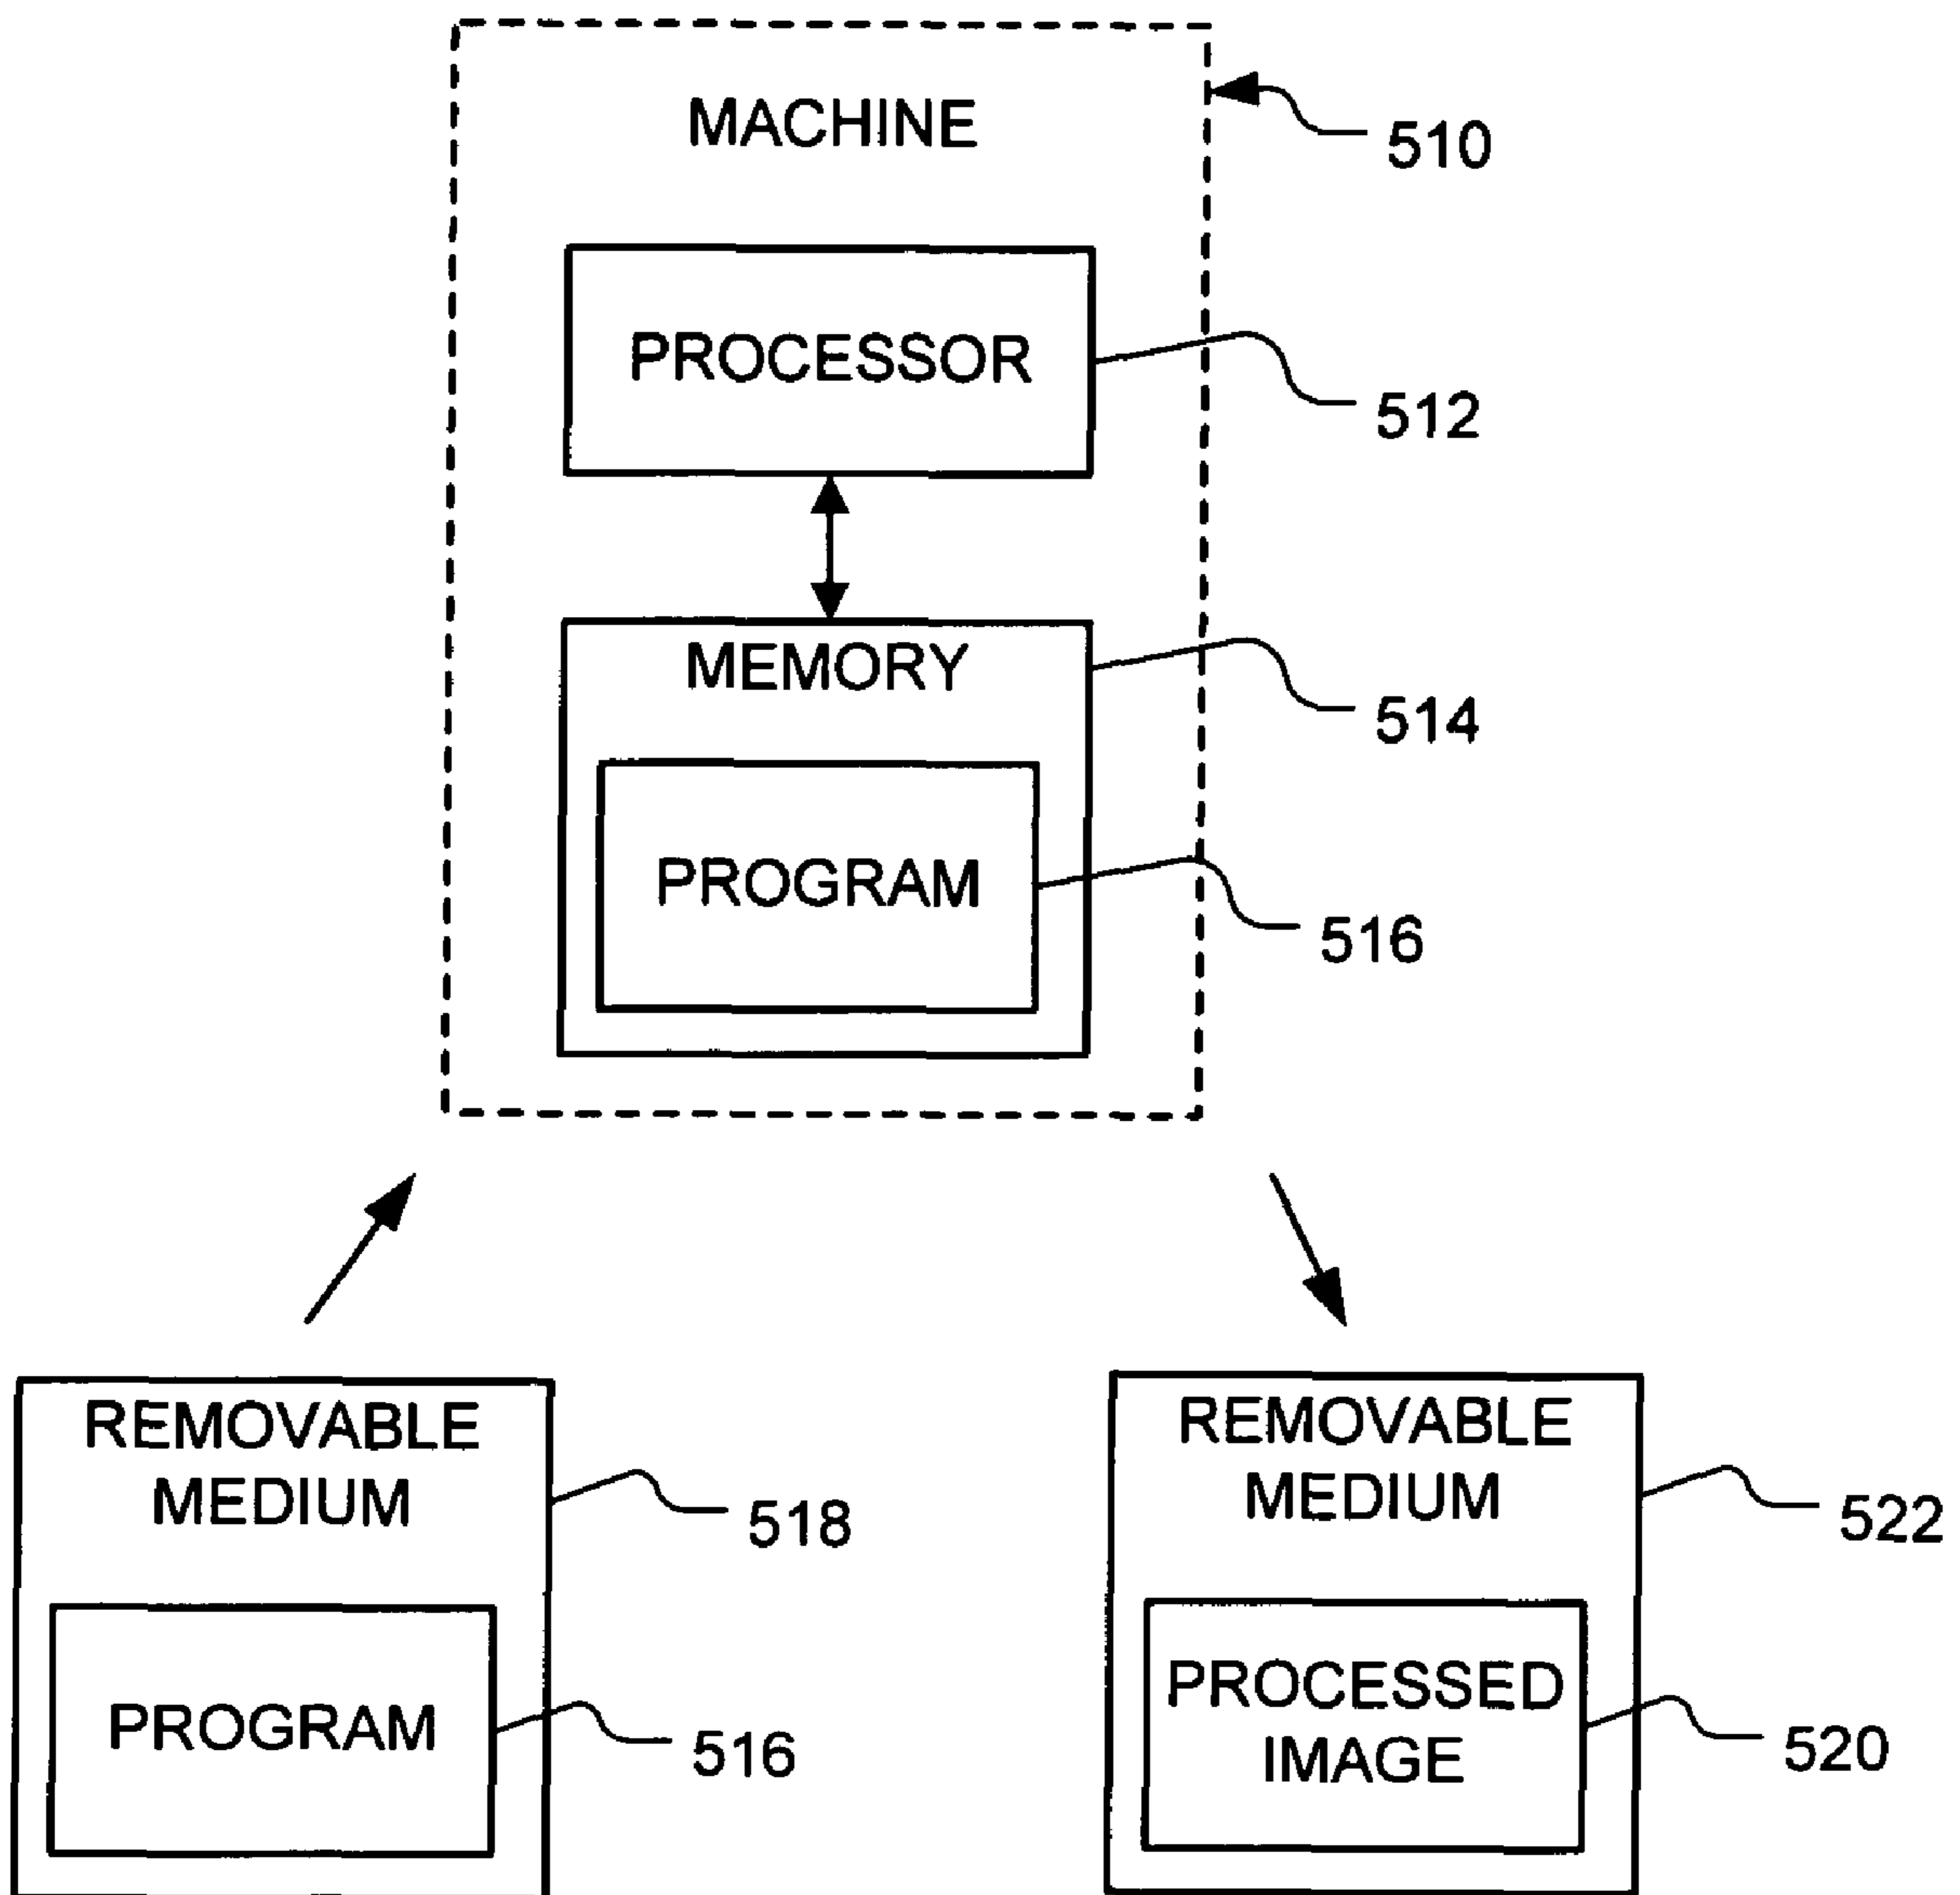 MACHINE
510
PROCESSOR
512
MEMORY
514
PROGRAM
516
REMOVABLE
MEDIUM
518
PROGRAM
516
REMOVABLE
MEDIUM
522
PROCESSED
IMAGE
520